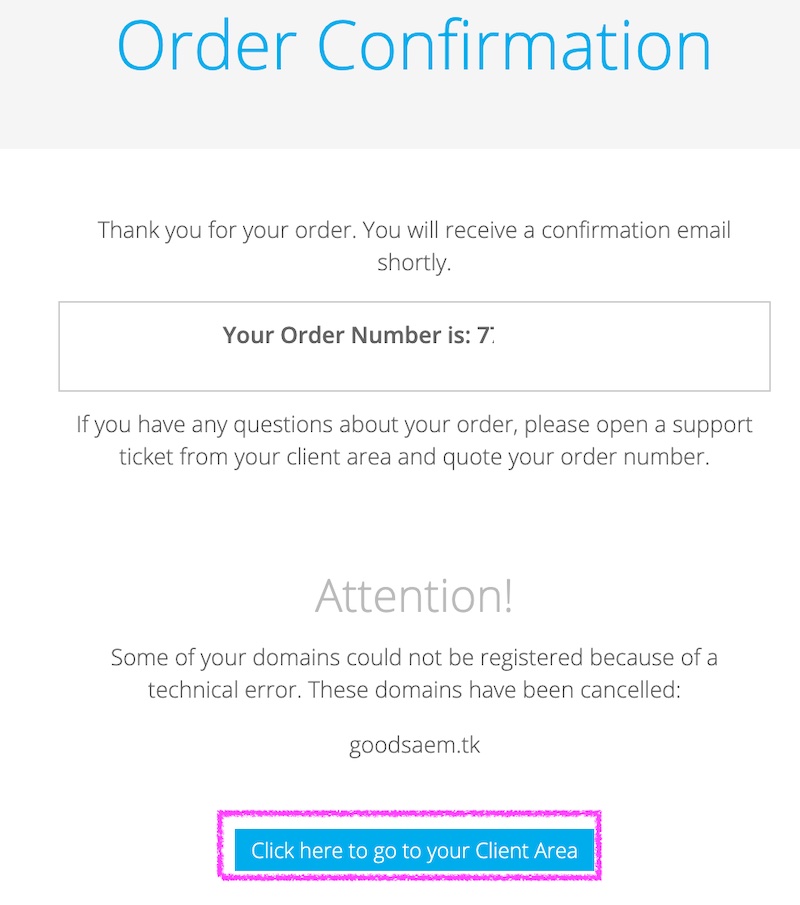 Order Confirmation
Thank you for your order. You will receive a confirmation email
shortly.
Your Order Number is: 7
If you have any questions about your order, please open a support
ticket from your client area and quote your order number.
Attention!
Some of your domains could not be registered because of a
technical error. These domains have been cancelled:
goodsaem.tk
Click here to go to your Client Area